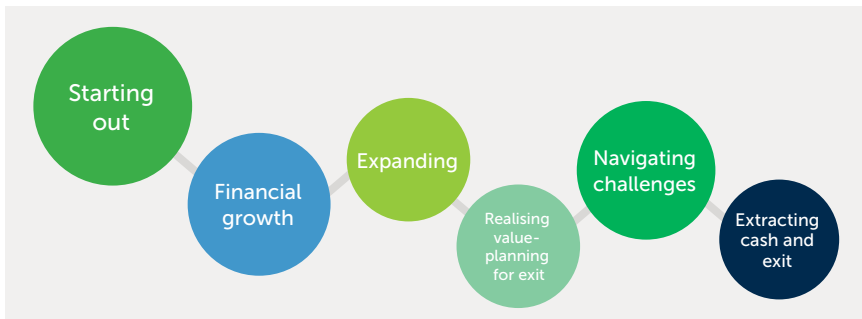 Starting
out
Financial
growth
Expanding
Realising
value-
planning
for exit
Navigating
challenges
Extracting
cash and
exit